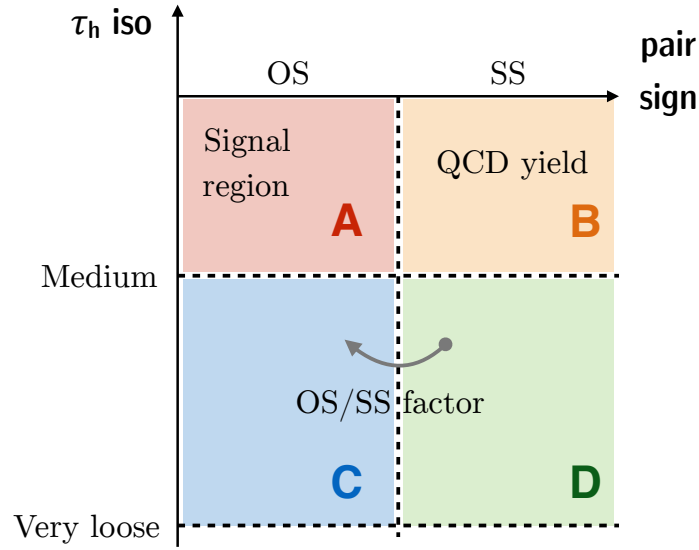 τh iso
pair
sign
OS
SS
Signal
region
QCD yield
A
B
Medium
OS/SS factor
C
D
Very loose